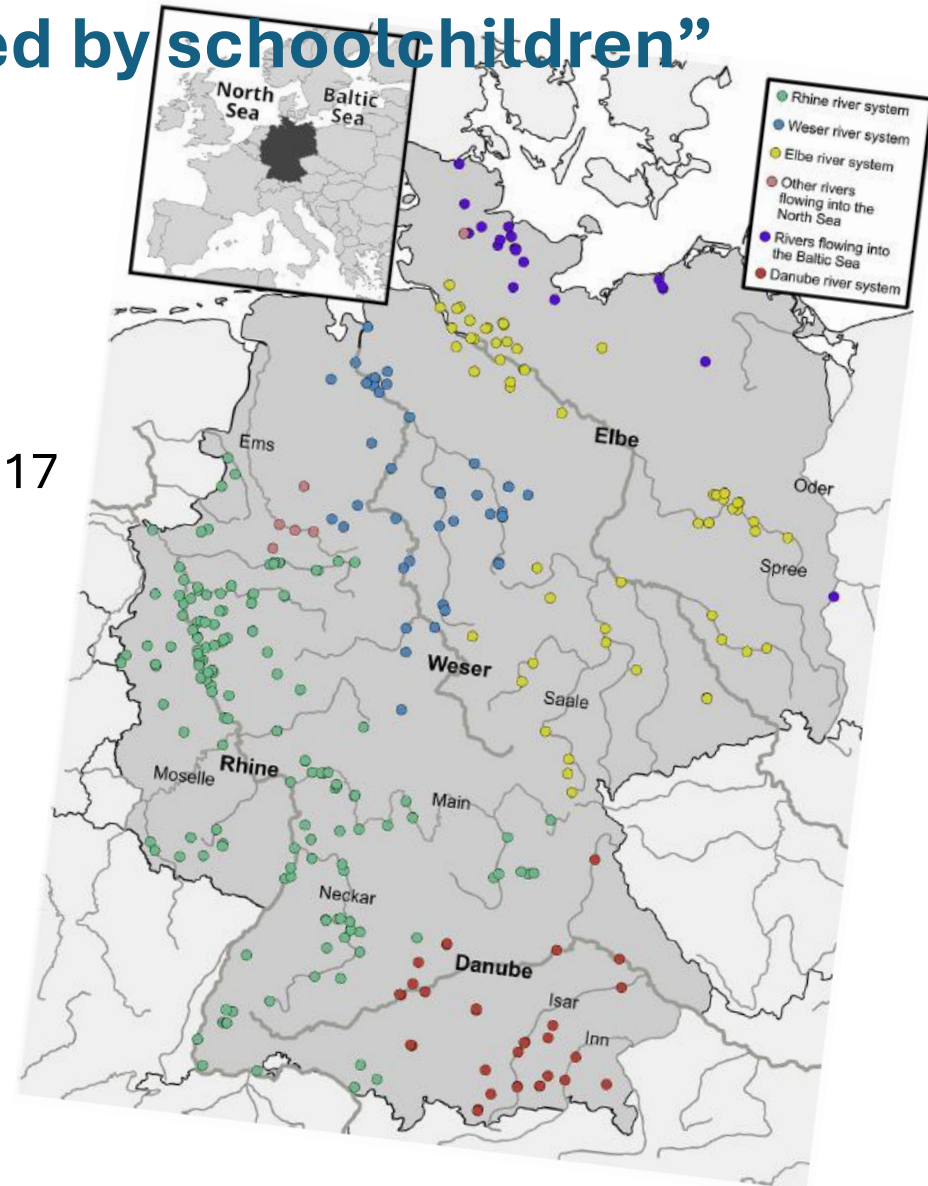 ed by schoolchildren”
North
Sea
Baltic
Sea
Rhine river system
Weser river system
Elbe river system
Other rivers
flowing into the
North Sea
Rivers flowing into
the Baltic Sea
Danube river system
17
Ems
Elbe
Oder
Spree
Weser
Saale
Rhine
Moselle
Main
Neckar
Danube
Isar
Inn